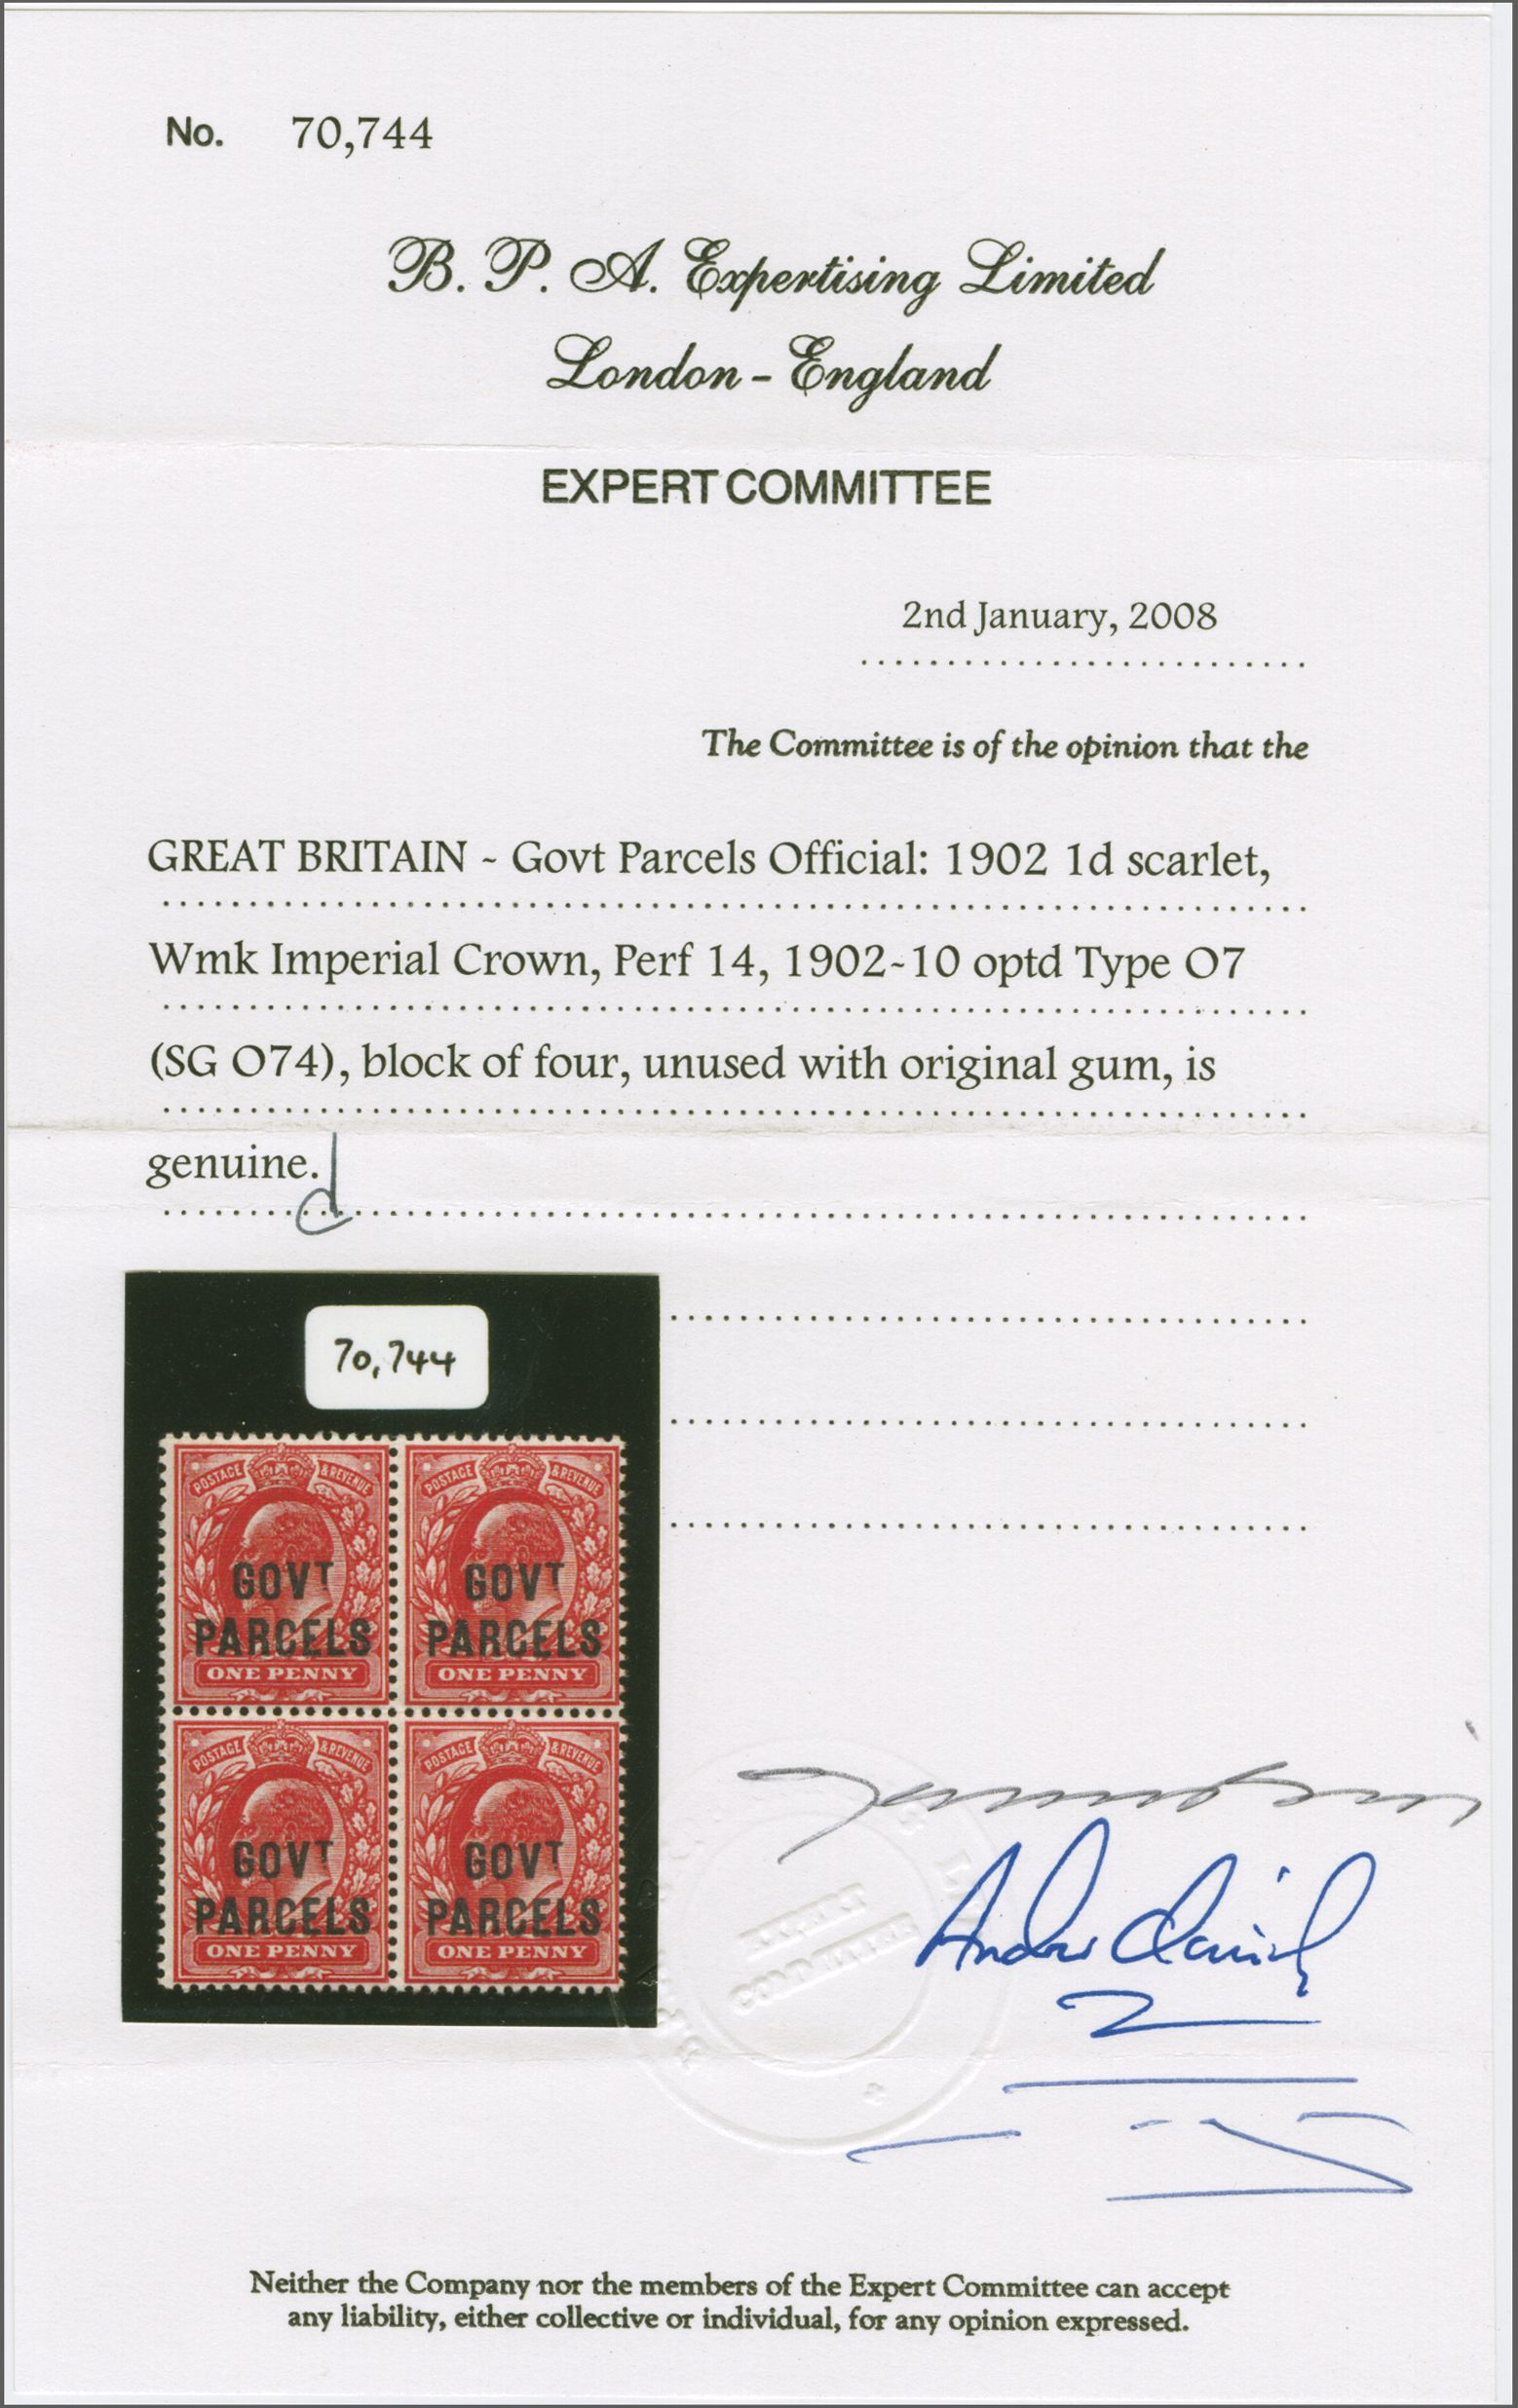 No. 70,744
B. P. A. Expertising Limited
London - England
EXPERT COMMITTEE
2nd January, 2008
The Committee is of the opinion that the
GREAT BRITAIN ~ Govt Parcels Official: 1902 1d scarlet,
Wmk Imperial Crown, Perf 14, 1902~10 optd Type O7
(SG O74), block of four, unused with original gum, is
genuine.
70,744
POSTAGE & REVENUE POSTAGE & REVENUE
GOVT GOVT
PARCELS PARCELS
ONE PENNY ONE PENNY
POSTAGE & REVENUE POSTAGE & REVENUE
GOVT GOVT
PARCELS PARCELS
ONE PENNY ONE PENNY
EXPERT
COMMITTEE
Neither the Company nor the members of the Expert Committee can accept
any liability, either collective or individual, for any opinion expressed.